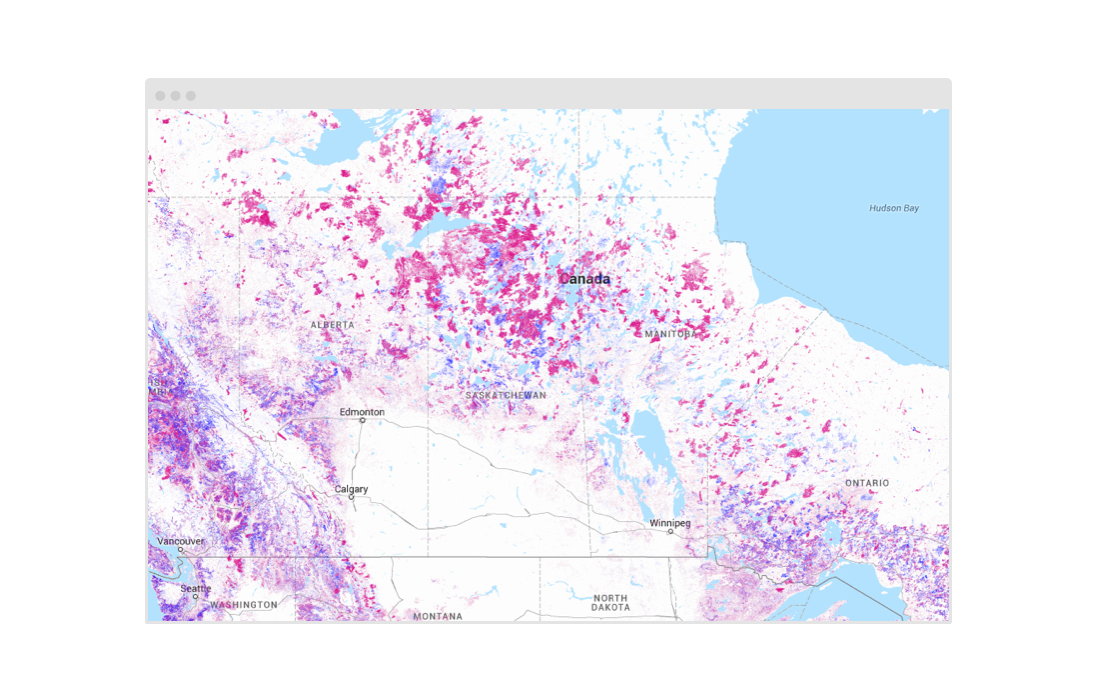 Hudson Bay
Canada
ALBERTA
MANITOBA
SASKATCHEWAN
Edmonton
ONTARIO
Calgary
Winnipeg
Vancouver
Seattle
WASHINGTON
NORTH
DAKOTA
MONTANA